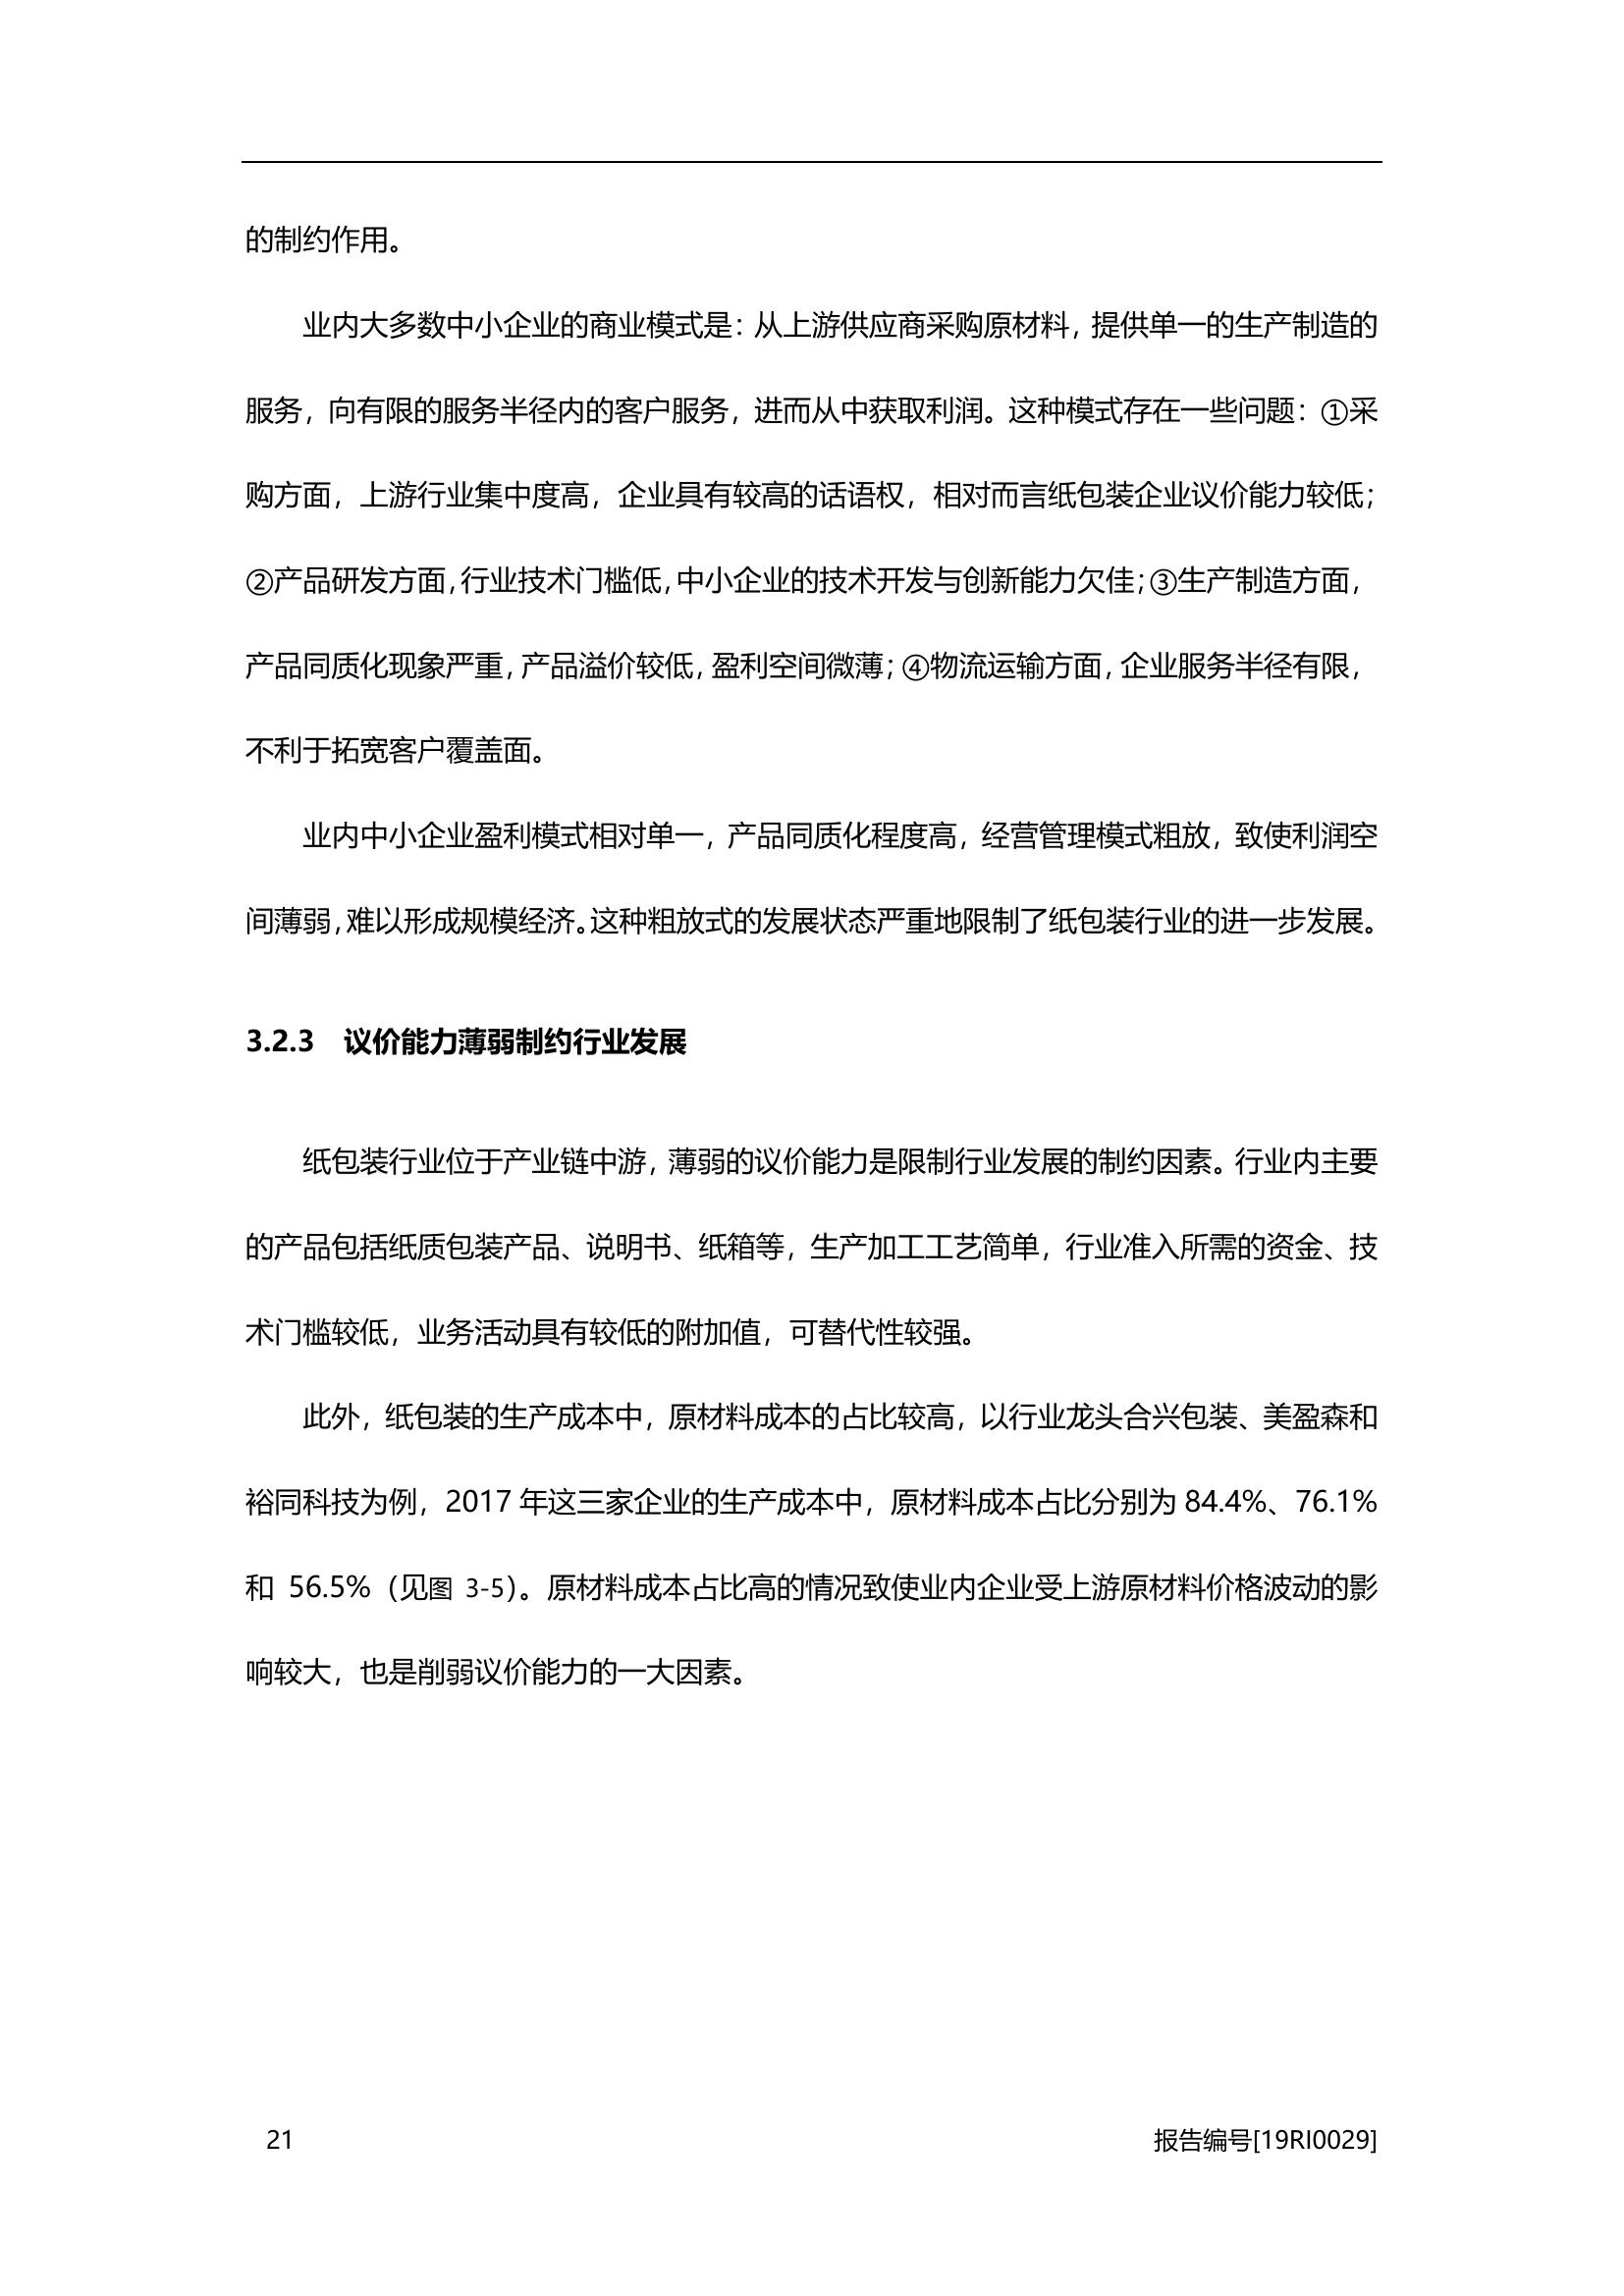 的制约作用。
业内大多数中小企业的商业模式是：从上游供应商采购原材料，提供单一的生产制造的
服务，向有限的服务半径内的客户服务，进而从中获取利润。这种模式存在一些问题：①采
购方面，上游行业集中度高，企业具有较高的话语权，相对而言纸包装企业议价能力较低；
②产品研发方面，行业技术门槛低，中小企业的技术开发与创新能力欠佳；③生产制造方面，
产品同质化现象严重，产品溢价较低，盈利空间微薄；④物流运输方面，企业服务半径有限，
不利于拓宽客户覆盖面。
业内中小企业盈利模式相对单一，产品同质化程度高，经营管理模式粗放，致使利润空
间薄弱，难以形成规模经济。这种粗放式的发展状态严重地限制了纸包装行业的进一步发展。
3.2.3 议价能力薄弱制约行业发展
纸包装行业位于产业链中游，薄弱的议价能力是限制行业发展的制约因素。行业内主要
的产品包括纸质包装产品、说明书、纸箱等，生产加工工艺简单，行业准入所需的资金、技
术门槛较低，业务活动具有较低的附加值，可替代性较强。
此外，纸包装的生产成本中，原材料成本的占比较高，以行业龙头合兴包装、美盈森和
裕同科技为例，2017 年这三家企业的生产成本中，原材料成本占比分别为 84.4%、76.1%
和 56.5%（见图 3-5）。原材料成本占比高的情况致使业内企业受上游原材料价格波动的影
响较大，也是削弱议价能力的一大因素。
21 报告编号[19RI0029]